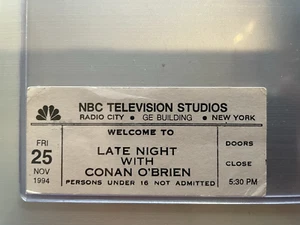 NBC TELEVISION STUDIOS
RADIO CITY • GE BUILDING • NEW YORK
WELCOME TO
FRI
25
NOV
1994
LATE NIGHT
WITH
CONAN O'BRIEN
PERSONS UNDER 16 NOT ADMITTED
DOORS
CLOSE
5:30 PM